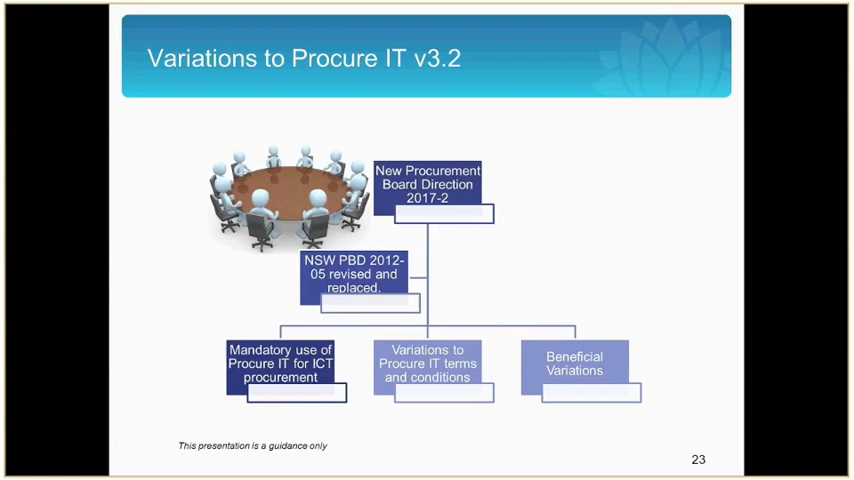 Variations to Procure IT v3.2
New Procurement
Board Direction
2017-2
NSW PBD 2012-
05 revised and
replaced.
Mandatory use of
Procure IT for ICT
procurement
Variations to
Procure IT terms
and conditions
Beneficial
Variations
This presentation is a guidance only
23